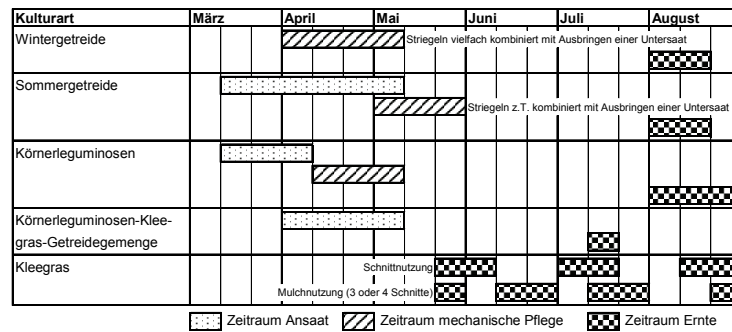 Kulturart März April Mai Juni Juli August
Wintergetreide Striegeln vielfach kombiniert mit Ausbringen einer Untersaat
Sommergetreide
Striegeln z.T. kombiniert mit Ausbringen einer Untersaat
Körnerleguminosen
Körnerleguminosen-Klee-
gras-Getreidegemenge
Kleegras Schnittnutzung
Mulchnutzung (3 oder 4 Schnitte)
Zeitraum Ansaat Zeitraum mechanische Pflege Zeitraum Ernte